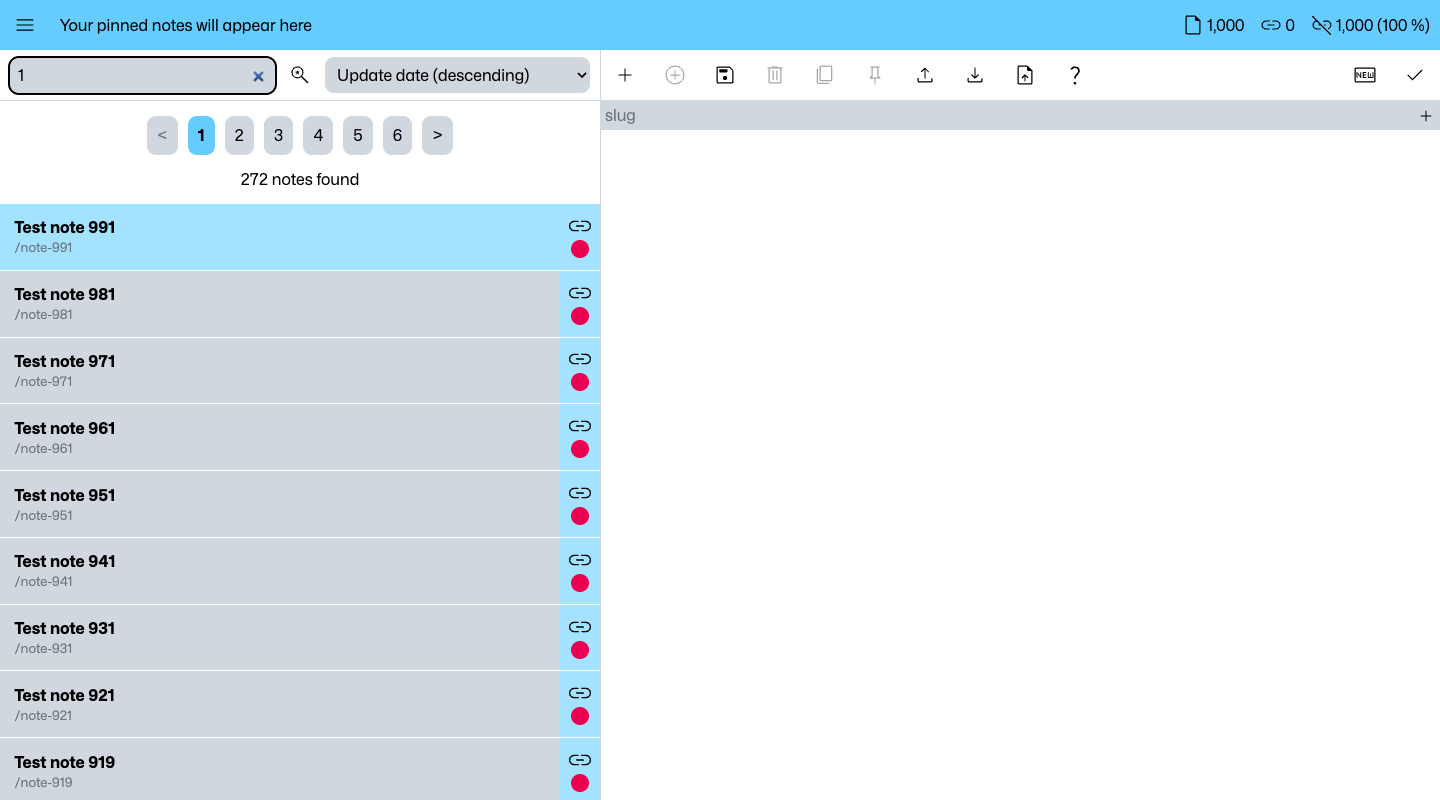 Your pinned notes will appear here
1,000
0
1,000 (100 %)
1
Update date (descending)
NEW
slug
< 1 2 3 4 5 6 >
272 notes found
Test note 991
/note-991
Test note 981
/note-981
Test note 971
/note-971
Test note 961
/note-961
Test note 951
/note-951
Test note 941
/note-941
Test note 931
/note-931
Test note 921
/note-921
Test note 919
/note-919